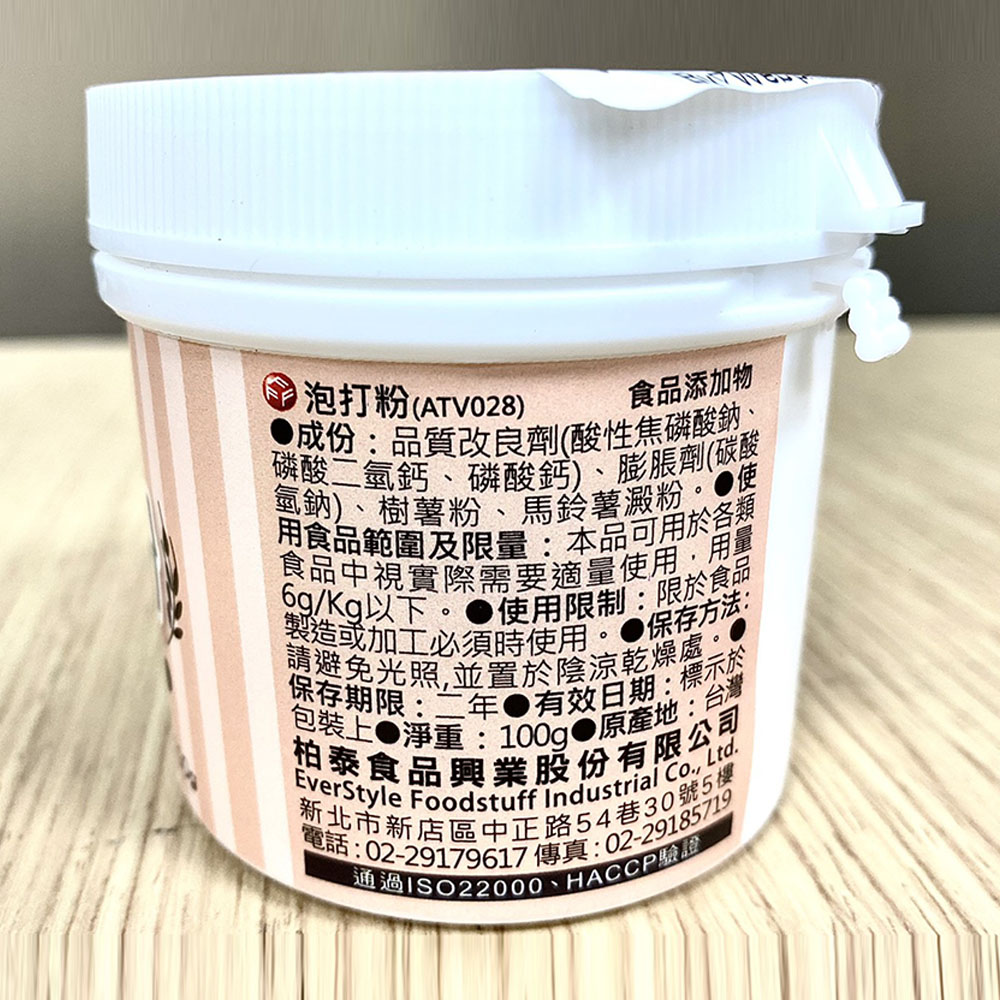 泡打粉(ATV028) 食品添加物
●成份：品質改良劑(酸性焦磷酸鈉、
磷酸二氫鈣、磷酸鈣)、膨脹劑(碳酸
氫鈉)、樹薯粉、馬鈴薯澱粉。●使
用食品範圍及限量：本品可用於各類
食品中視實際需要適量使用，用量
6g/Kg以下。●使用限制：限於食品
製造或加工必須時使用。●保存方法:
請避免光照,並置於陰涼乾燥處。●
保存期限：二年●有效日期：標示於
包裝上●淨重：100g●原產地：台灣
柏泰食品興業股份有限公司
EverStyle Foodstuff Industrial Co., Ltd.
新北市新店區中正路54巷30號5樓
電話:02-29179617 傳真:02-29185719
通過ISO22000、HACCP驗證